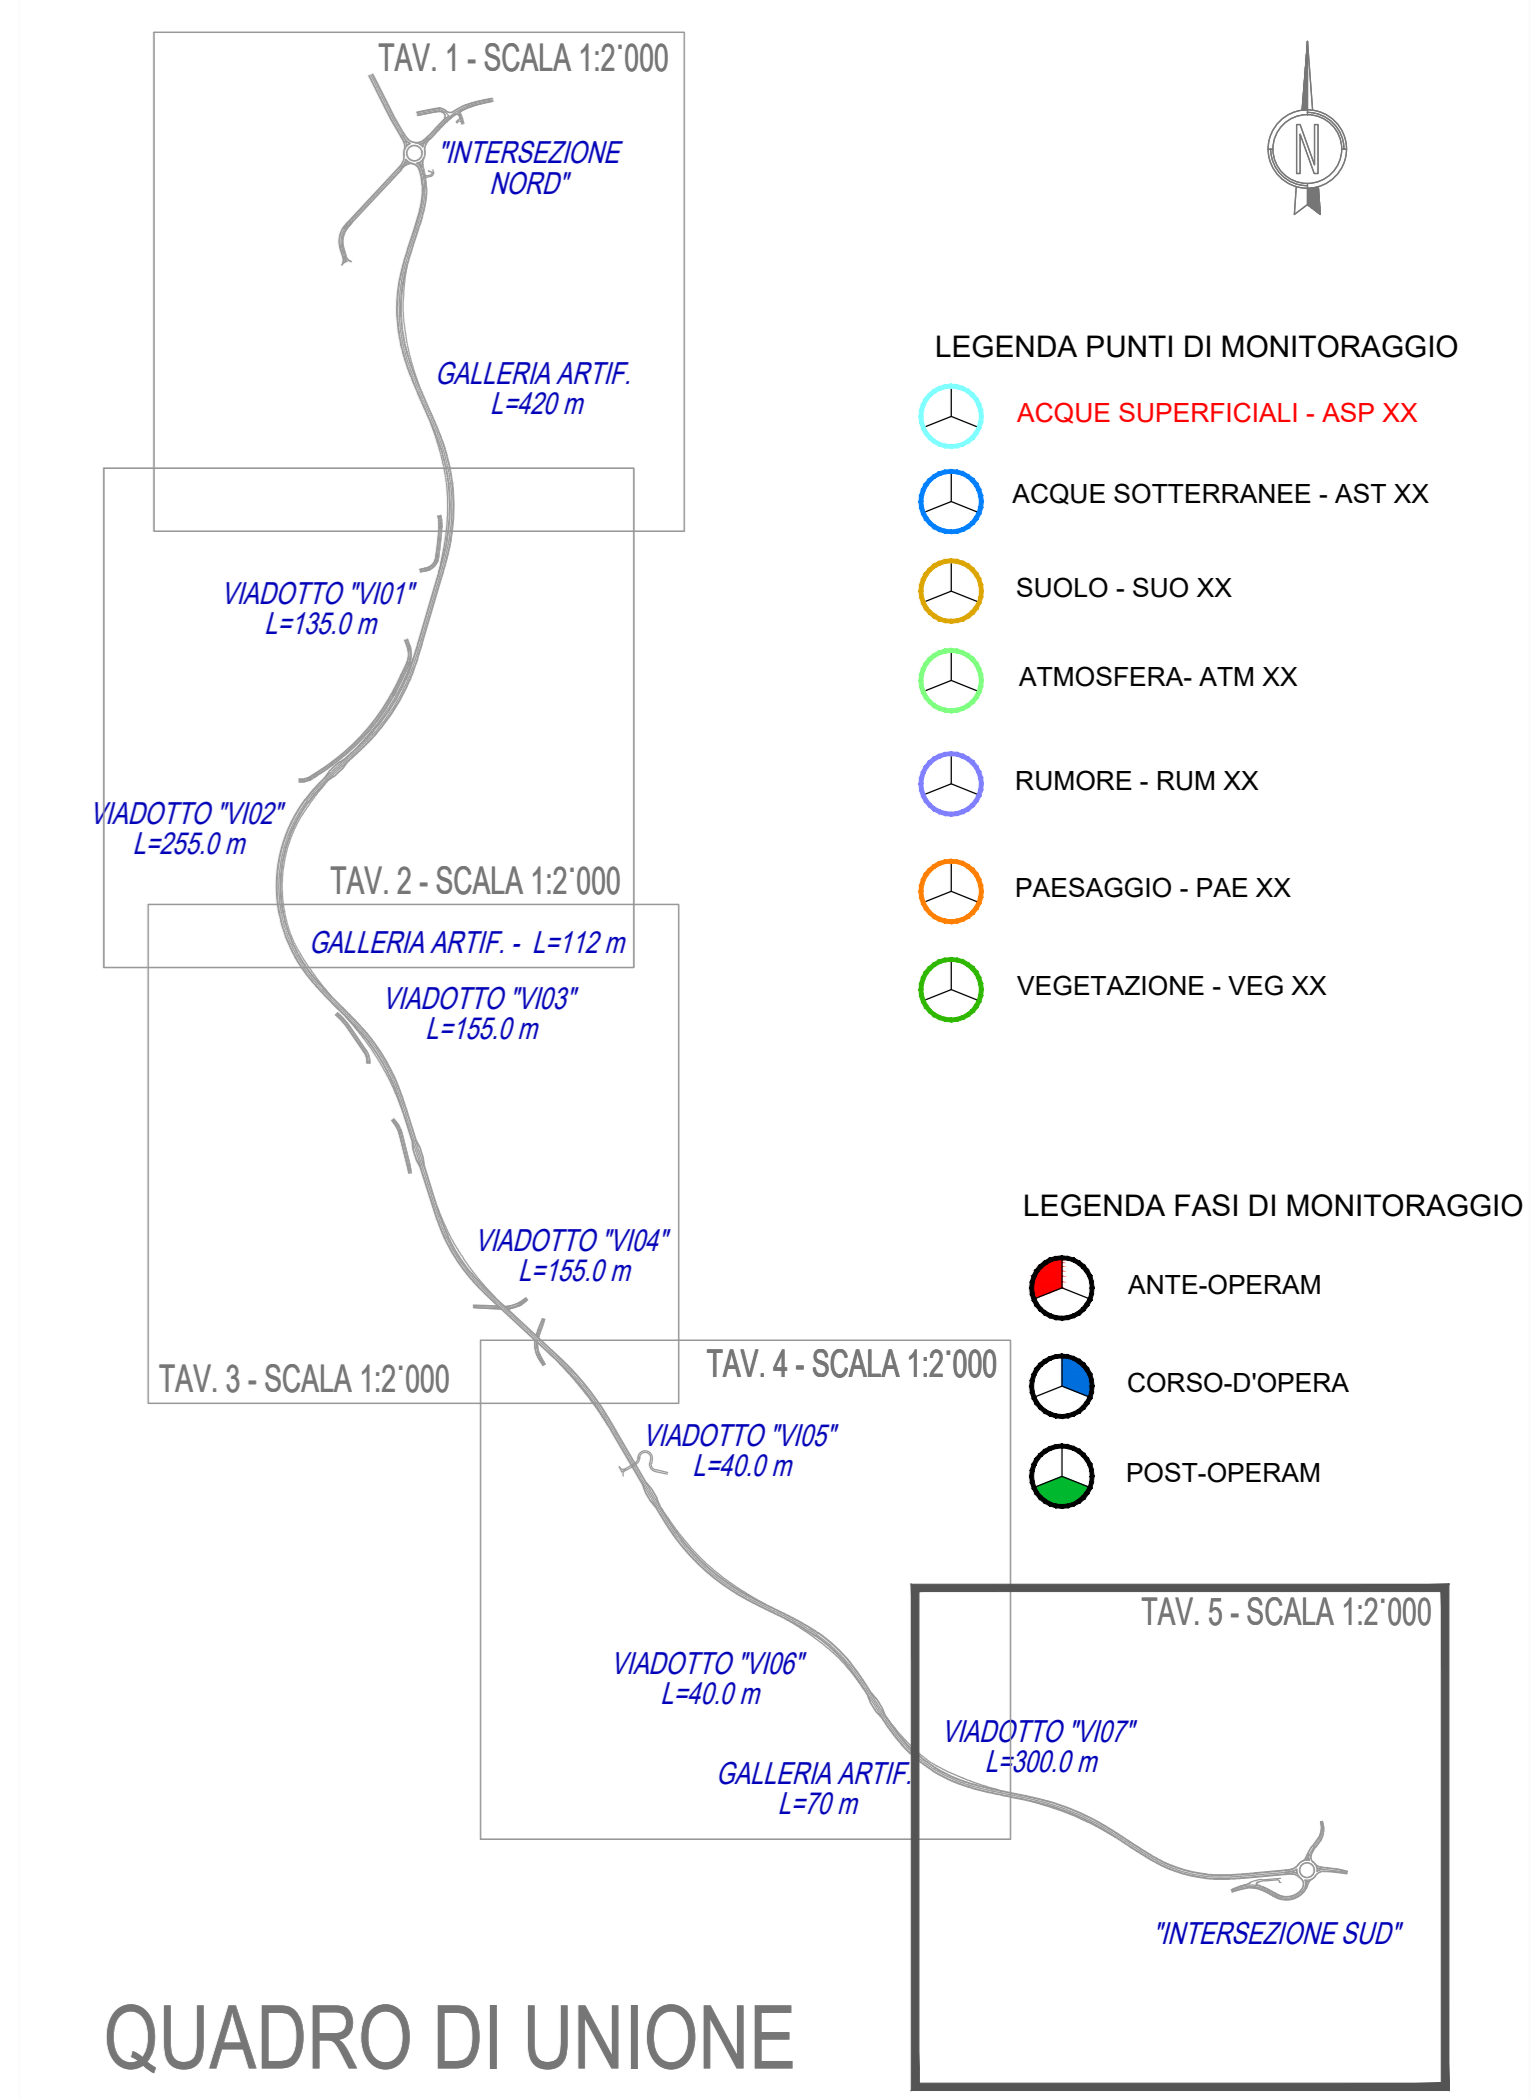 TAV. 1 - SCALA 1:2˙000
N
"INTERSEZIONE
NORD"
GALLERIA ARTIF.
L=420 m
VIADOTTO "VI01"
L=135.0 m
VIADOTTO "VI02"
L=255.0 m
TAV. 2 - SCALA 1:2˙000
GALLERIA ARTIF. - L=112 m
VIADOTTO "VI03"
L=155.0 m
VIADOTTO "VI04"
L=155.0 m
TAV. 3 - SCALA 1:2˙000
TAV. 4 - SCALA 1:2˙000
VIADOTTO "VI05"
L=40.0 m
VIADOTTO "VI06"
L=40.0 m
GALLERIA ARTIF.
L=70 m
TAV. 5 - SCALA 1:2˙000
VIADOTTO "VI07"
L=300.0 m
"INTERSEZIONE SUD"
LEGENDA PUNTI DI MONITORAGGIO
ACQUE SUPERFICIALI - ASP XX
ACQUE SOTTERRANEE - AST XX
SUOLO - SUO XX
ATMOSFERA- ATM XX
RUMORE - RUM XX
PAESAGGIO - PAE XX
VEGETAZIONE - VEG XX
LEGENDA FASI DI MONITORAGGIO
ANTE-OPERAM
CORSO-D'OPERA
POST-OPERAM
QUADRO DI UNIONE